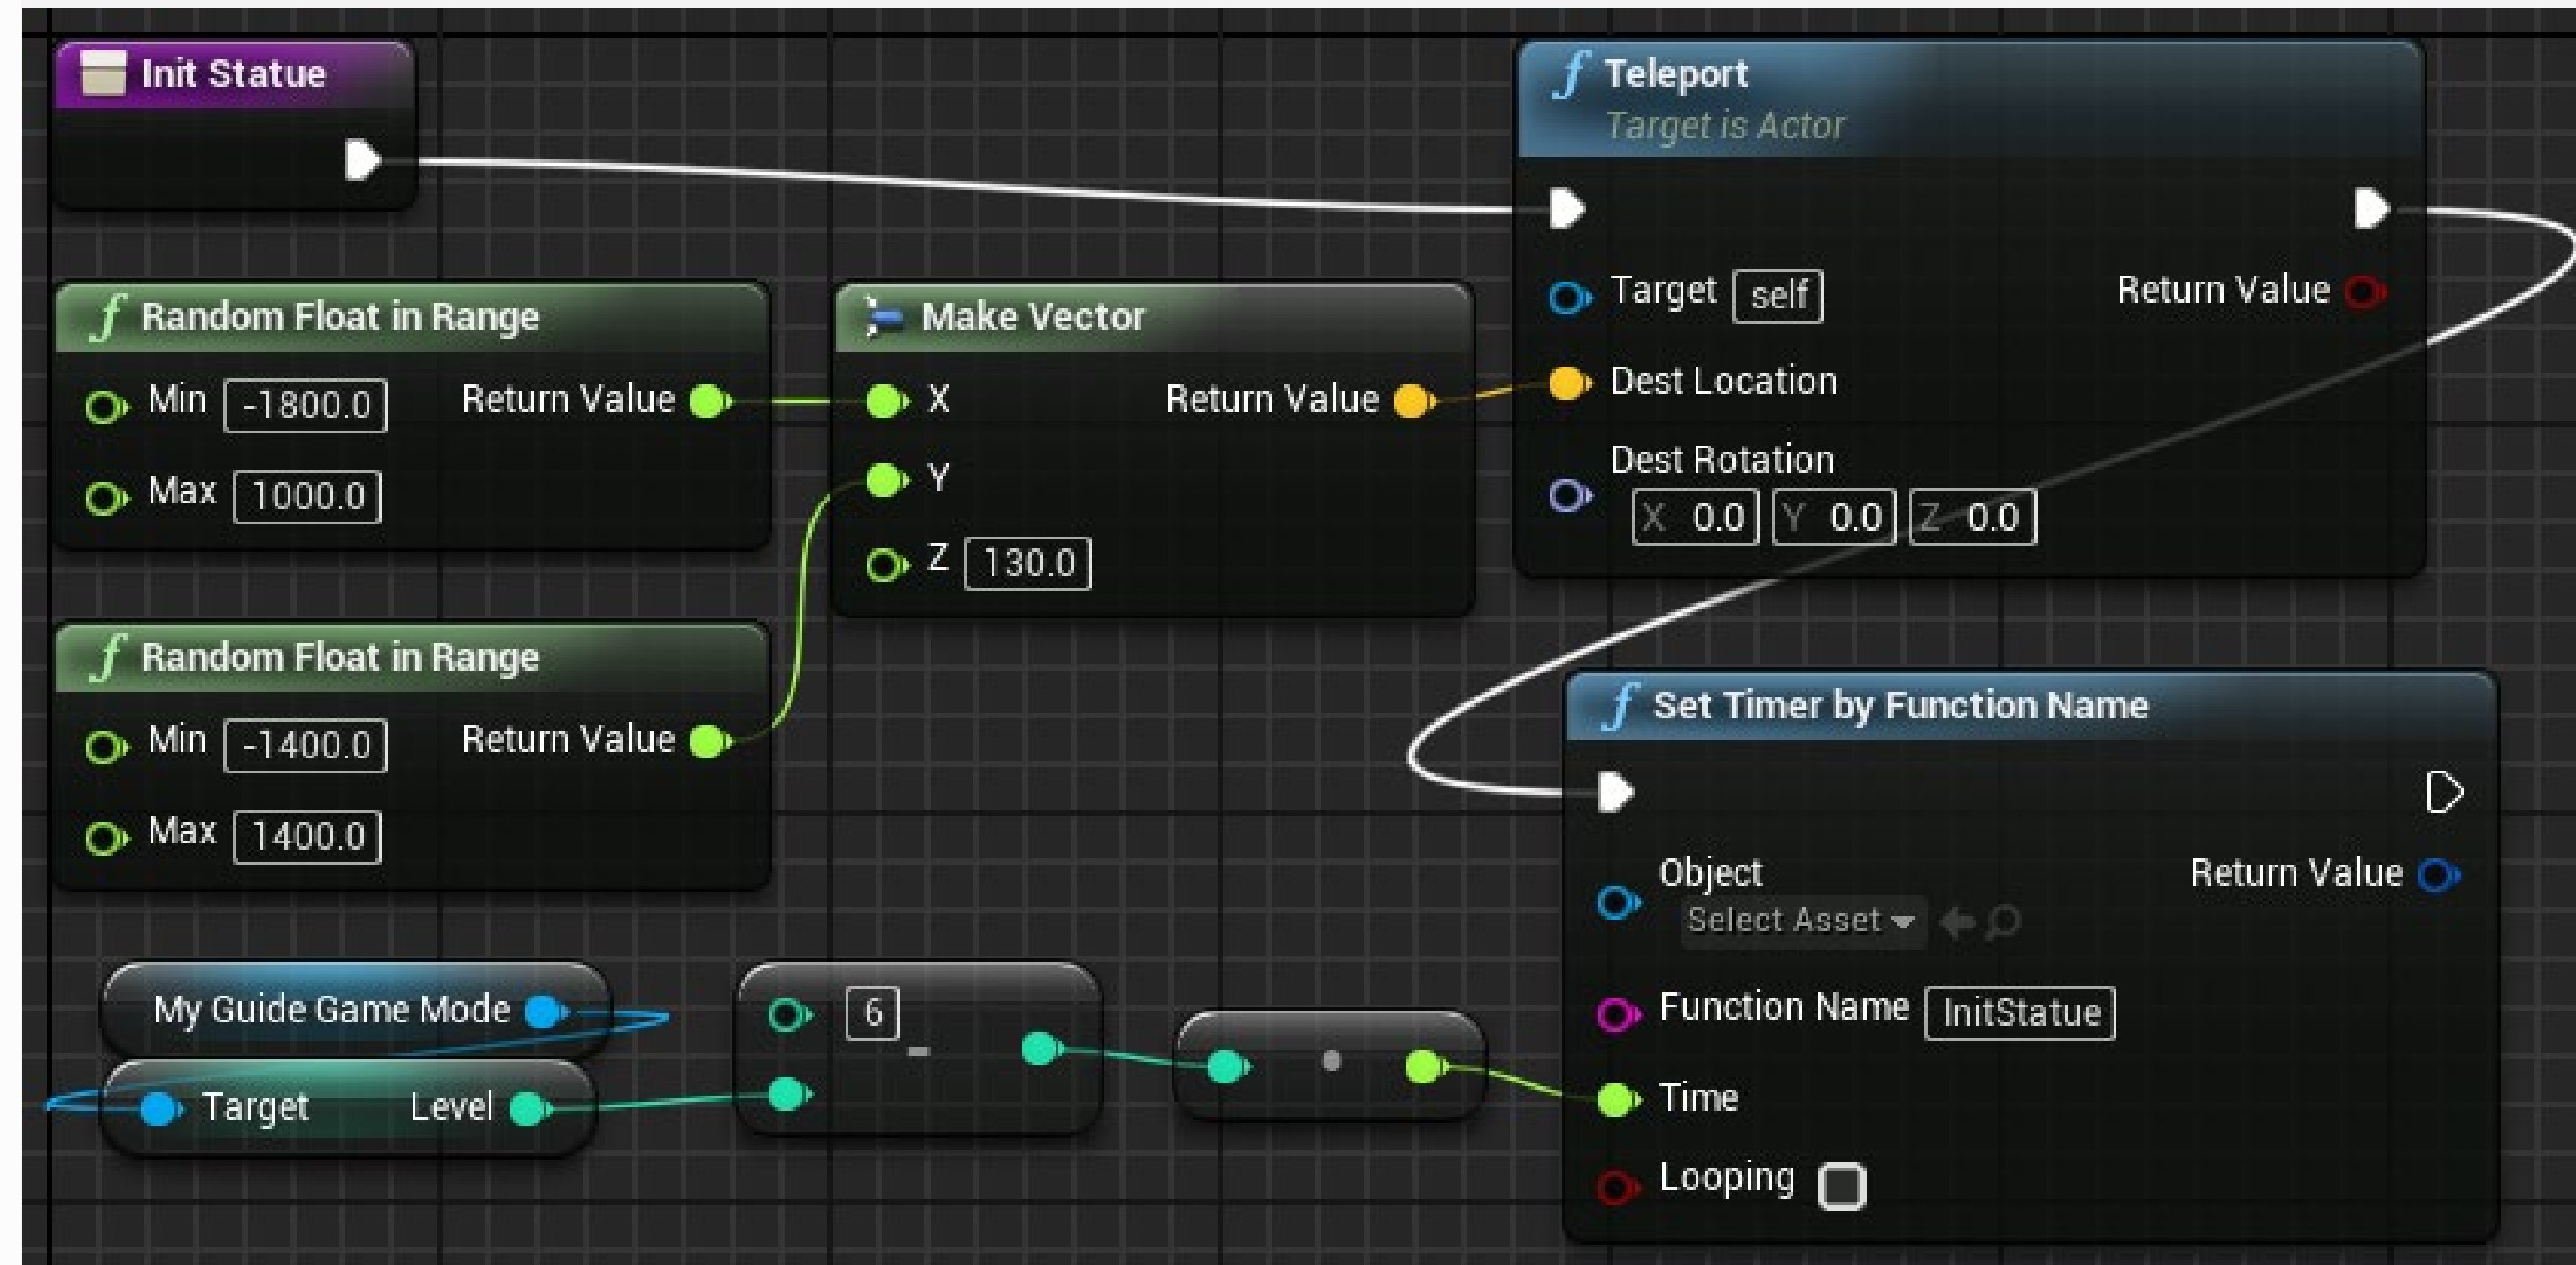 Init Statue
Teleport
Target is Actor
Target self
Return Value
Dest Location
Dest Rotation
X 0.0 Y 0.0 Z 0.0
Random Float in Range
Min -1800.0
Return Value
Max 1000.0
Make Vector
X
Return Value
Y
Z 130.0
Random Float in Range
Min -1400.0
Return Value
Max 1400.0
Set Timer by Function Name
Object
Return Value
Select Asset
Function Name InitStatue
Time
Looping
My Guide Game Mode
Target Level
6
-